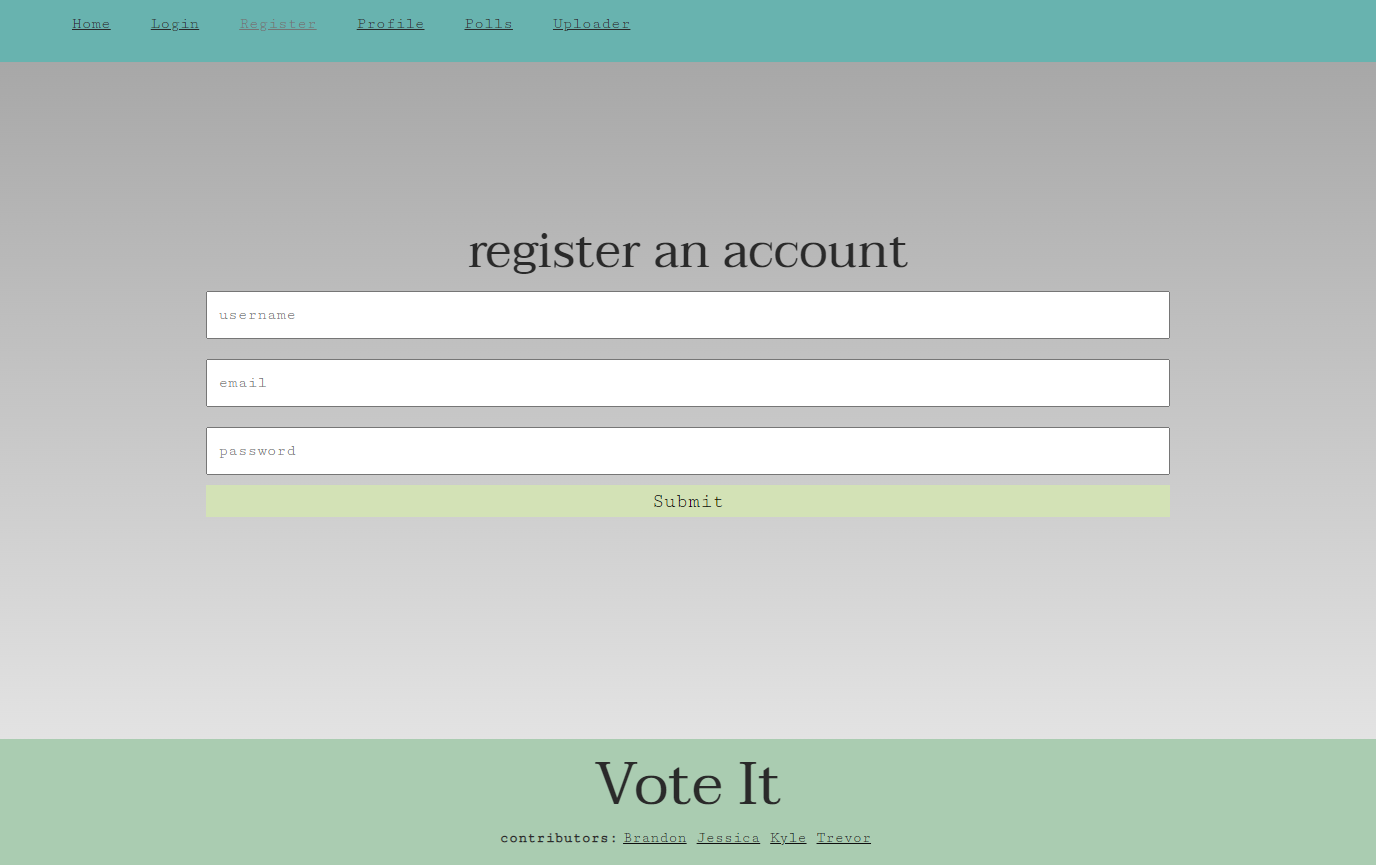 Home Login Register Profile Polls Uploader
register an account
username
email
password
Submit
Vote It
contributors: Brandon Jessica Kyle Trevor